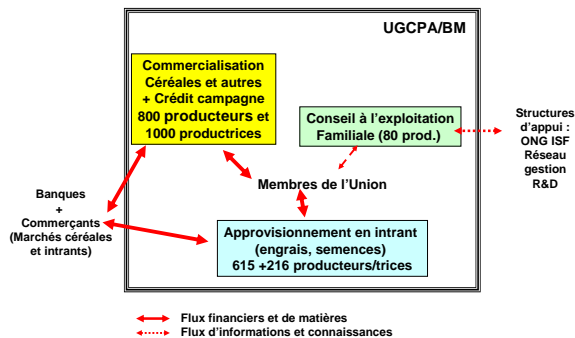 UGCPA/BM
Commercialisation
Céréales et autres
+ Crédit campagne
800 producteurs et
1000 productrices
Conseil à l'exploitation
Familiale (80 prod.)
Structures
d'appui :
ONG ISF
Réseau
gestion
R&D
Membres de l'Union
Banques
+
Commerçants
(Marchés céréales
et intrants)
Approvisionnement en intrant
(engrais, semences)
615 +216 producteurs/trices
Flux financiers et de matières
Flux d'informations et connaissances